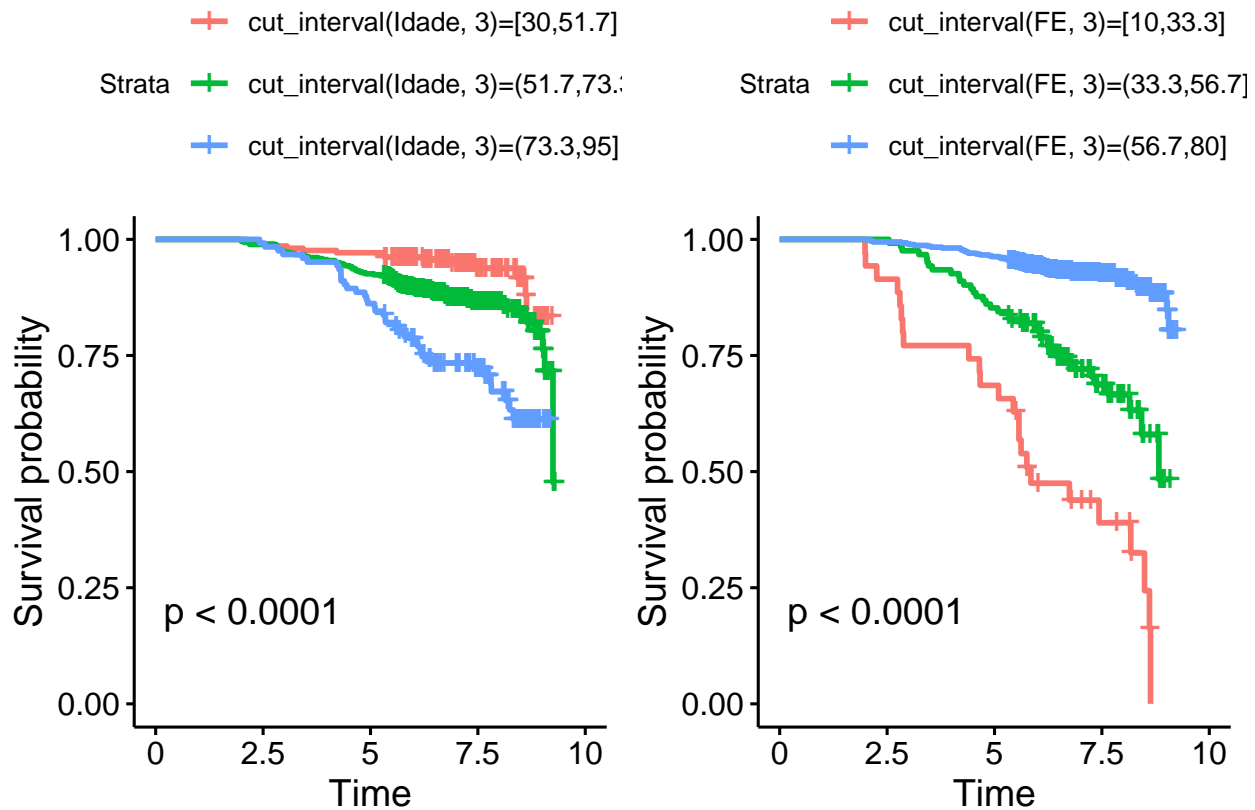 cut_interval(Idade, 3)=[30,51.7]
Strata cut_interval(Idade, 3)=(51.7,73.
cut_interval(Idade, 3)=(73.3,95]
1.00
0.75
0.50
0.25
0.00
Survival probability
p < 0.0001
0 2.5 5 7.5 10
Time
cut_interval(FE, 3)=[10,33.3]
Strata cut_interval(FE, 3)=(33.3,56.7]
cut_interval(FE, 3)=(56.7,80]
1.00
0.75
0.50
0.25
0.00
Survival probability
p < 0.0001
0 2.5 5 7.5 10
Time